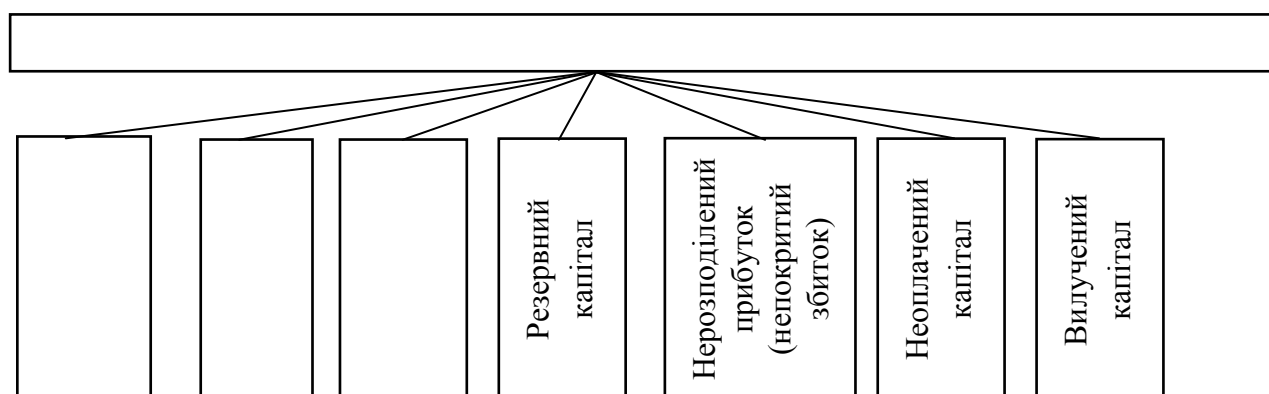 Резервний
капітал
Нерозподілений
прибуток
(непокритий
збиток)
Неоплачений
капітал
Вилучений
капітал